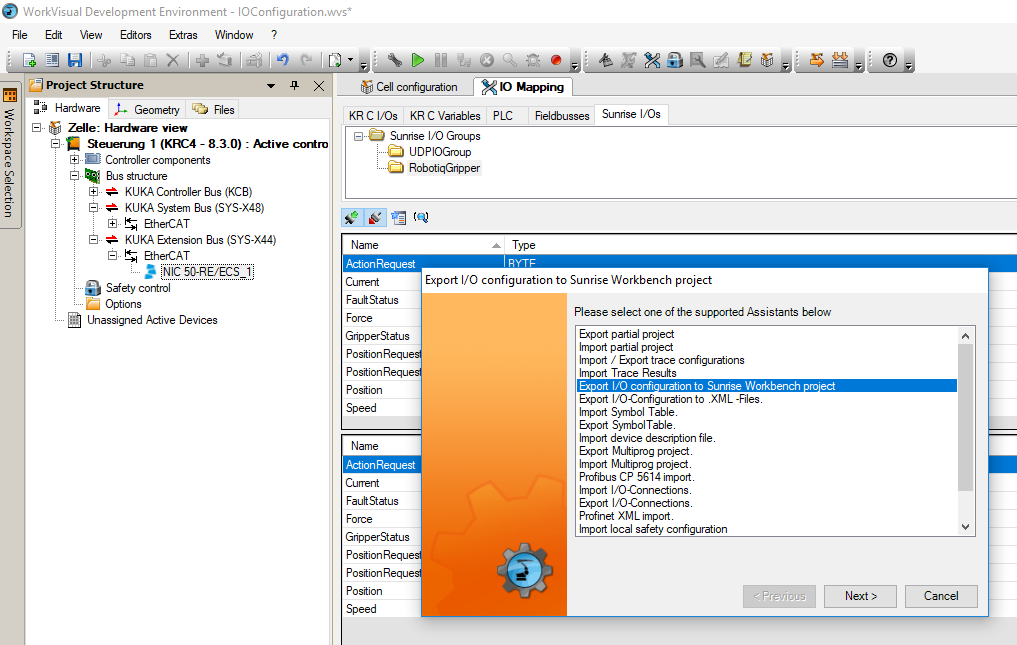 WorkVisual Development Environment - IOConfiguration.wvs*
File Edit View Editors Extras Window ?
Workspace Selection
Project Structure
Hardware Geometry Files
Zelle: Hardware view
Steuerung 1 (KRC4 - 8.3.0) : Active contro
Controller components
Bus structure
KUKA Controller Bus (KCB)
KUKA System Bus (SYS-X48)
EtherCAT
KUKA Extension Bus (SYS-X44)
EtherCAT
NIC 50-RE/ECS_1
Safety control
Options
Unassigned Active Devices
Cell configuration IO Mapping
KR C I/Os KR C Variables PLC Fieldbusses Sunrise I/Os
Sunrise I/O Groups
UDPIOGroup
RobotiqGripper
Name Type
ActionRequest BYTE
Current
FaultStatus
Force
GripperStatus
PositionRequest
PositionRequest
Position
Speed
Name
ActionRequest
Current
FaultStatus
Force
GripperStatus
PositionRequest
PositionRequest
Position
Speed
Export I/O configuration to Sunrise Workbench project
Please select one of the supported Assistants below
Export partial project
Import partial project
Import / Export trace configurations
Import Trace Results
Export I/O configuration to Sunrise Workbench project
Export I/O-Configuration to .XML -Files.
Import Symbol Table.
Export SymbolTable.
Import device description file.
Export Multiprog project.
Import Multiprog project.
Profibus CP 5614 import.
Import I/O-Connections.
Export I/O-Connections.
Profinet XML import.
Import local safety configuration
< Previous Next > Cancel